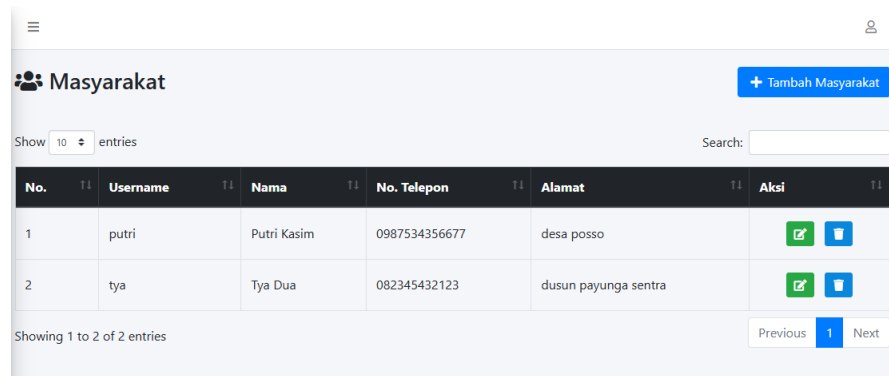 Masyarakat
+ Tambah Masyarakat
Show 10 entries
Search:
No. Username Nama No. Telepon Alamat Aksi
1 putri Putri Kasim 0987534356677 desa posso
2 tya Tya Dua 082345432123 dusun payunga sentra
Showing 1 to 2 of 2 entries
Previous 1 Next